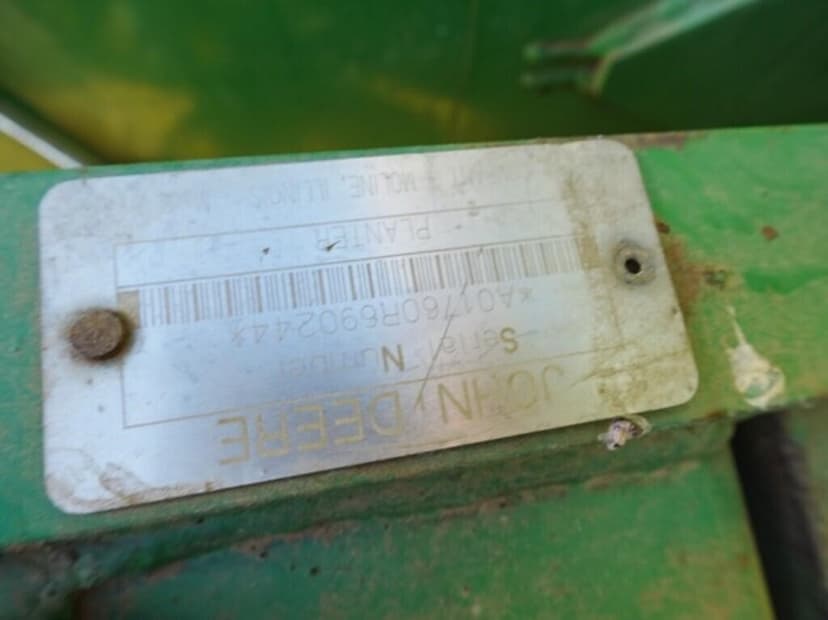 JOHN DEERE
Serial Number
*A01760R690244*
PLANTER
MOLINE, ILLINOIS